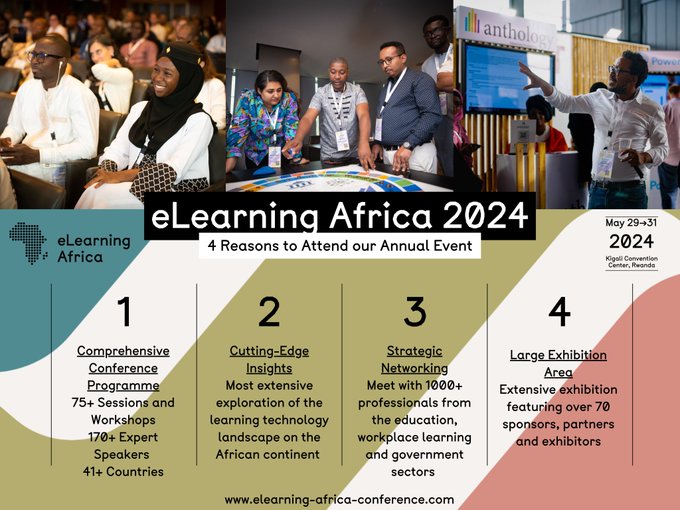 anthology
Power
eLearning Africa 2024
4 Reasons to Attend our Annual Event
eLearning
Africa
May 29→31
2024
Kigali Convention
Center, Rwanda
1
Comprehensive
Conference
Programme
75+ Sessions and
Workshops
170+ Expert
Speakers
41+ Countries
2
Cutting-Edge
Insights
Most extensive
exploration of the
learning technology
landscape on the
African continent
3
Strategic
Networking
Meet with 1000+
professionals from
the education,
workplace learning
and government
sectors
4
Large Exhibition
Area
Extensive exhibition
featuring over 70
sponsors, partners
and exhibitors
www.elearning-africa-conference.com